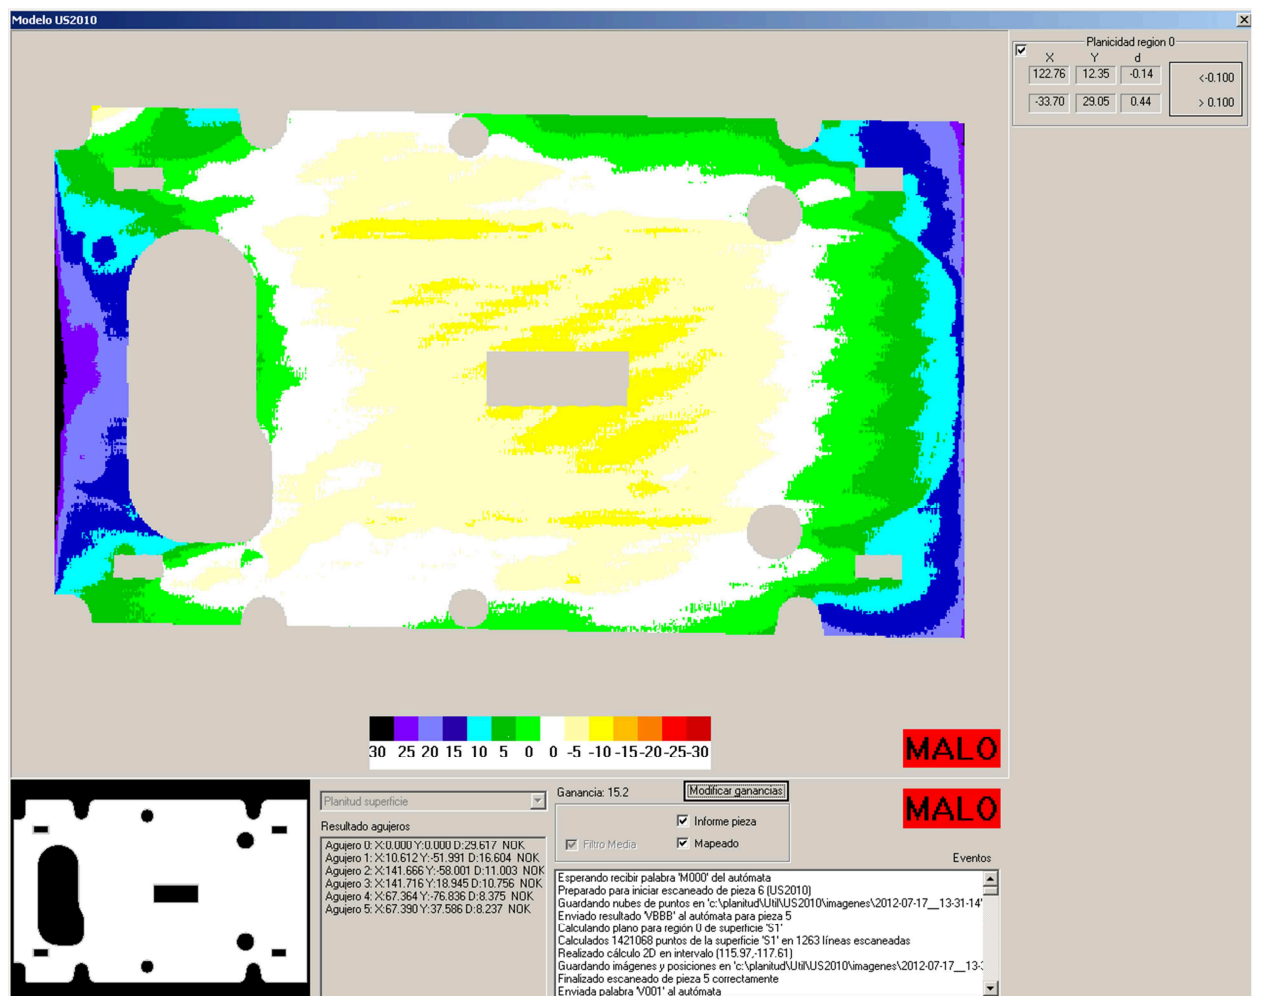 Modelo US2010
Planicidad region 0
X Y d
122.76 12.35 -0.14 <-0.100
-33.70 29.05 0.44 > 0.100
30 25 20 15 10 5 0 0 -5 -10 -15 -20 -25 -30
MALO
Planitud superficie
Ganancia: 15.2
Modificar ganancias
MALO
Resultado agujeros
Informe pieza
Filtro Media
Mapeado
Eventos
Agujero 0: X:0.000 Y:0.000 D:29.617 NOK
Agujero 1: X:10.612 Y:-51.991 D:16.604 NOK
Agujero 2: X:141.666 Y:-58.001 D:11.003 NOK
Agujero 3: X:141.716 Y:18.945 D:10.756 NOK
Agujero 4: X:67.364 Y:-76.836 D:8.375 NOK
Agujero 5: X:67.390 Y:37.586 D:8.237 NOK
Esperando recibir palabra 'M000' del autómata
Preparado para iniciar escaneado de pieza 6 (US2010)
Guardando nubes de puntos en 'c:\planitud\Util\US2010\imagenes\2012-07-17__13-31-14'
Enviado resultado 'VBBB' al autómata para pieza 5
Calculando plano para región 0 de superficie 'S1'
Calculados 1421068 puntos de la superficie 'S1' en 1263 líneas escaneadas
Realizado cálculo 2D en intervalo (115.97,-117.61)
Guardando imágenes y posiciones en 'c:\planitud\Util\US2010\imagenes\2012-07-17__13-3
Finalizado escaneado de pieza 5 correctamente
Enviada palabra 'V001' al autómata